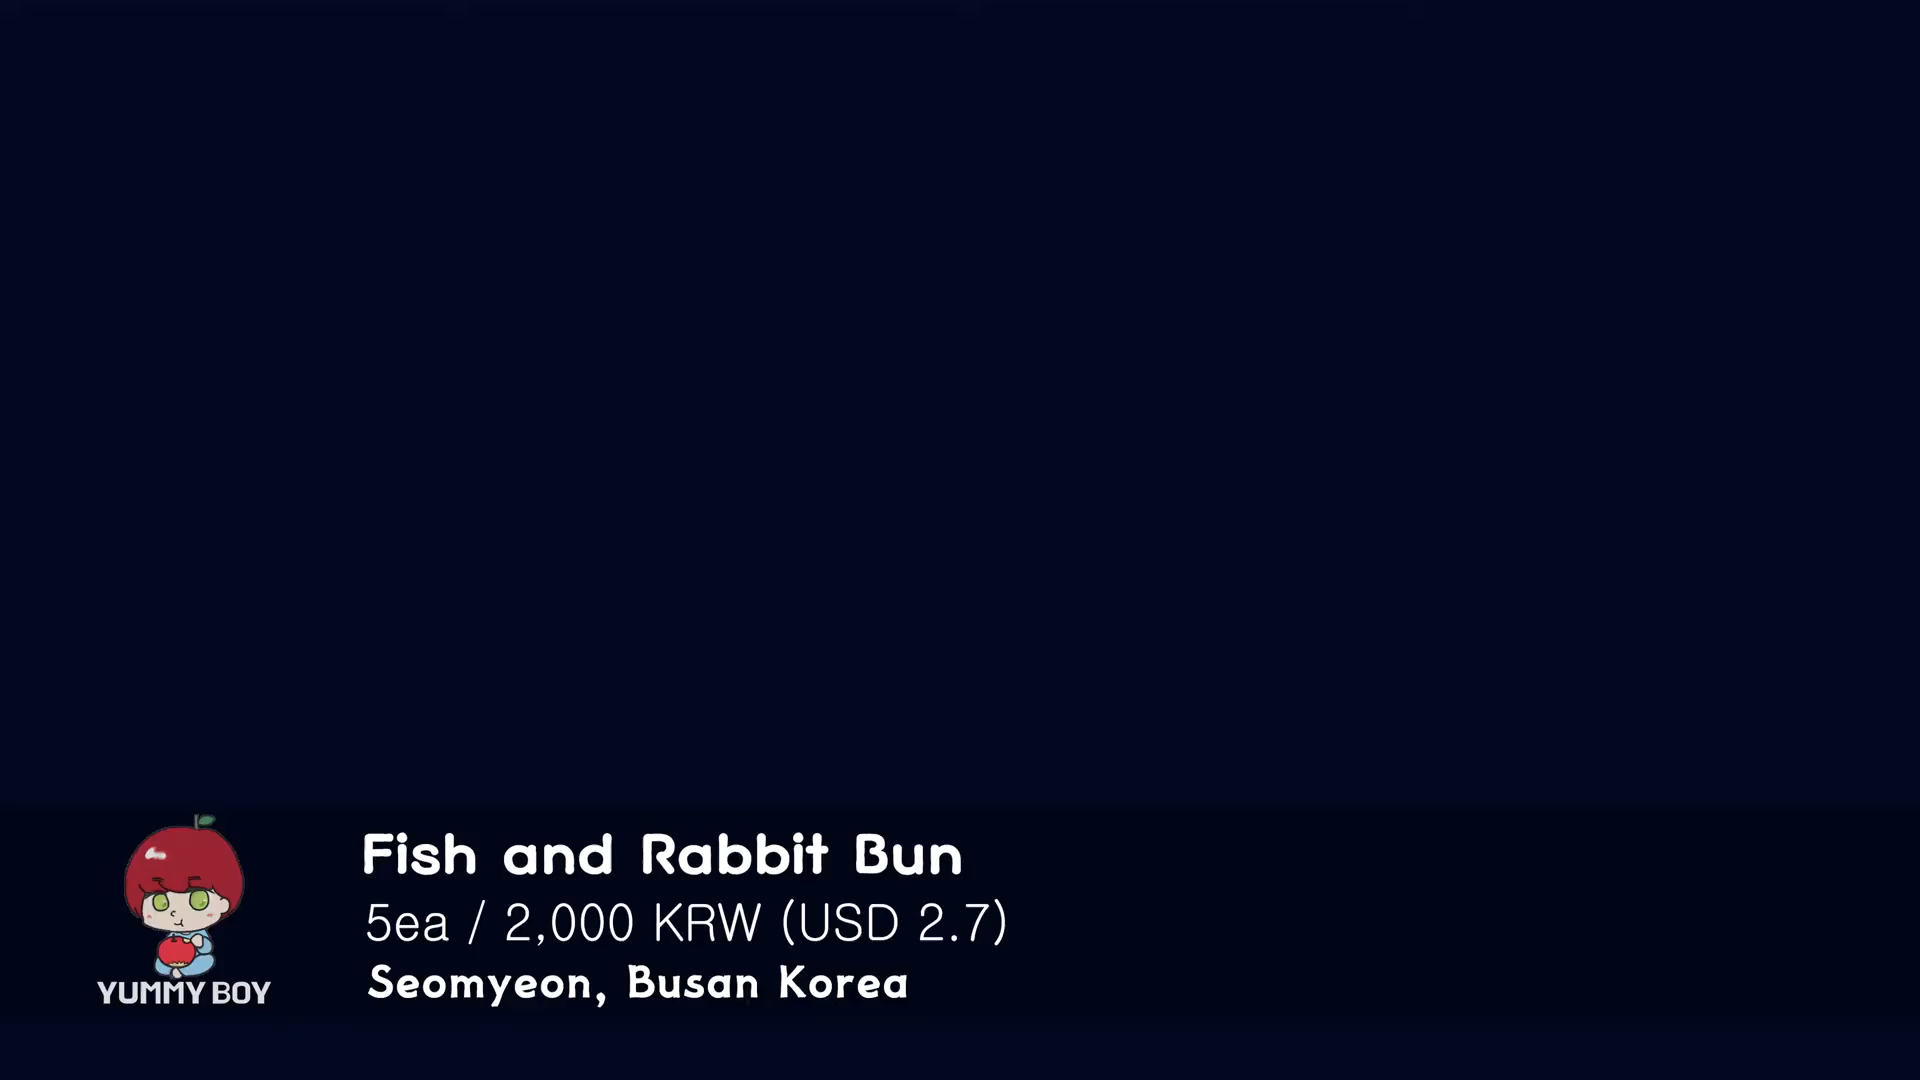 Fish and Rabbit Bun
5ea / 2,000 KRW (USD 2.7)
Seomyeon, Busan Korea
YUMMY BOY